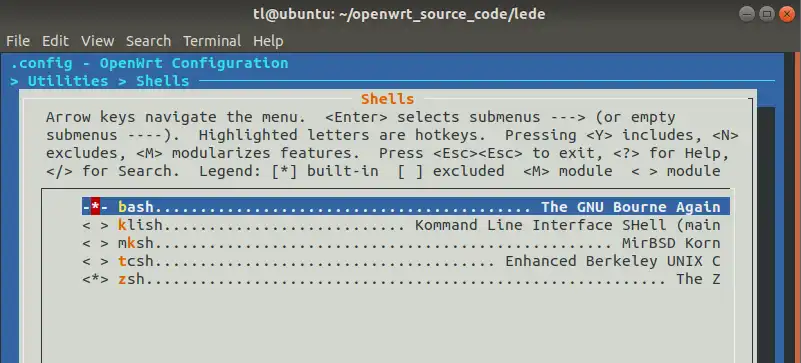 tl@ubuntu: ~/openwrt_source_code/lede
File Edit View Search Terminal Help
.config - OpenWrt Configuration
> Utilities > Shells
Shells
Arrow keys navigate the menu.  <Enter> selects submenus ---> (or empty
submenus ----).  Highlighted letters are hotkeys.  Pressing <Y> includes, <N>
excludes, <M> modularizes features.  Press <Esc><Esc> to exit, <?> for Help,
</> for Search.  Legend: [*] built-in  [ ] excluded  <M> module  < > module
-*- bash........................................... The GNU Bourne Again
< > klish........................... Kommand Line Interface SHell (main
< > mksh....................................................... MirBSD Korn
< > tcsh....................................... Enhanced Berkeley UNIX C
<*> zsh............................................................... The Z